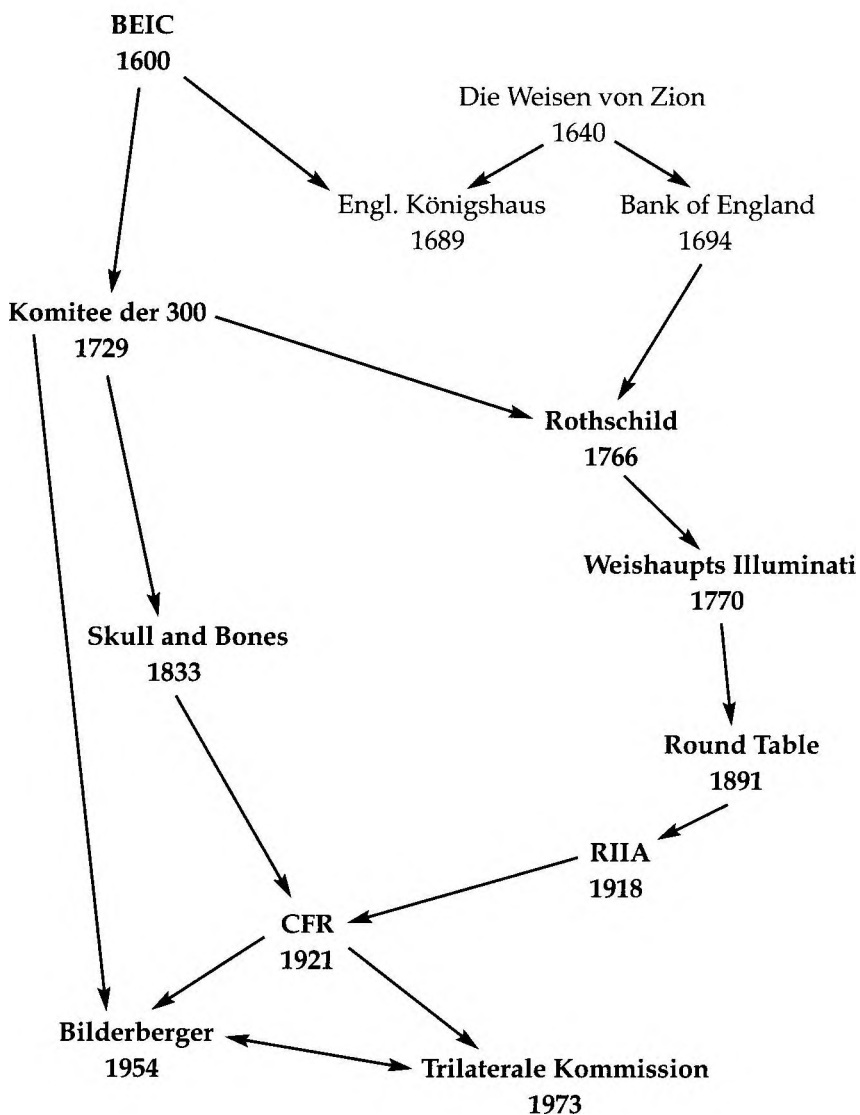 BEIC
1600
Die Weisen von Zion
1640
Engl. Königshaus
1689
Bank of England
1694
Komitee der 300
1729
Rothschild
1766
Weishaupts Illuminati
1770
Skull and Bones
1833
Round Table
1891
RIIA
1918
CFR
1921
Bilderberger
1954
Trilaterale Kommission
1973